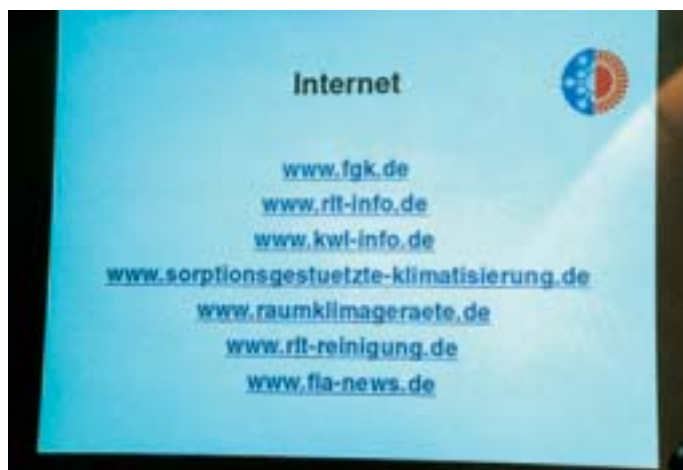 Internet
www.fgk.de
www.rlt-info.de
www.kwl-info.de
www.sorptionsgestuetzte-klimatisierung.de
www.raumklimageraete.de
www.rlt-reinigung.de
www.fla-news.de